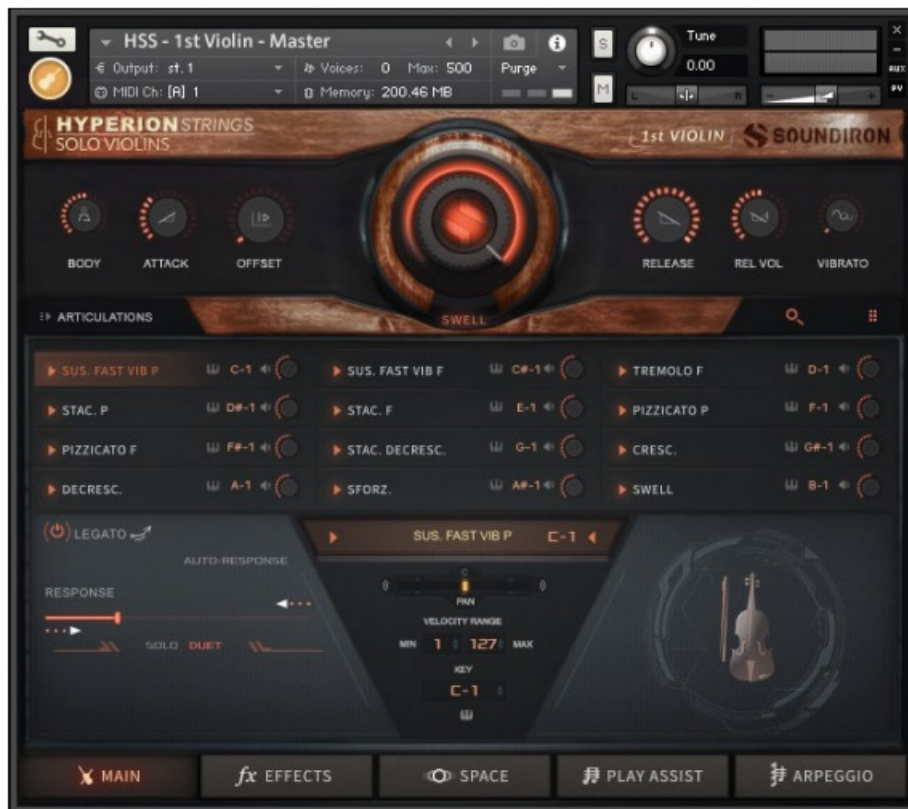 HSS - 1st Violin - Master
Output: st. 1 Voices: 0 Max: 500 Purge
MIDI Ch: [A] 1 Memory: 200.46 MB
S
M
Tune
0.00
L R
- +
×
-
AUX
PV
HYPERION STRINGS
SOLO VIOLINS
1st VIOLIN
SOUNDIRON
BODY ATTACK OFFSET
RELEASE REL VOL VIBRATO
SWELL
ARTICULATIONS
SUS. FAST VIB P C-1 SUS. FAST VIB F C#-1 TREMOLO F D-1
STAC. P D#-1 STAC. F E-1 PIZZICATO P F-1
PIZZICATO F F#-1 STAC. DECRESC. G-1 CRESC. G#-1
DECRESC. A-1 SFORZ. A#-1 SWELL B-1
LEGATO
AUTO-RESPONSE
RESPONSE
SOLO DUET
SUS. FAST VIB P C-1
C
PAN
VELOCITY RANGE
MIN 1 127 MAX
KEY
C-1
MAIN fx EFFECTS SPACE PLAY ASSIST ARPEGGIO